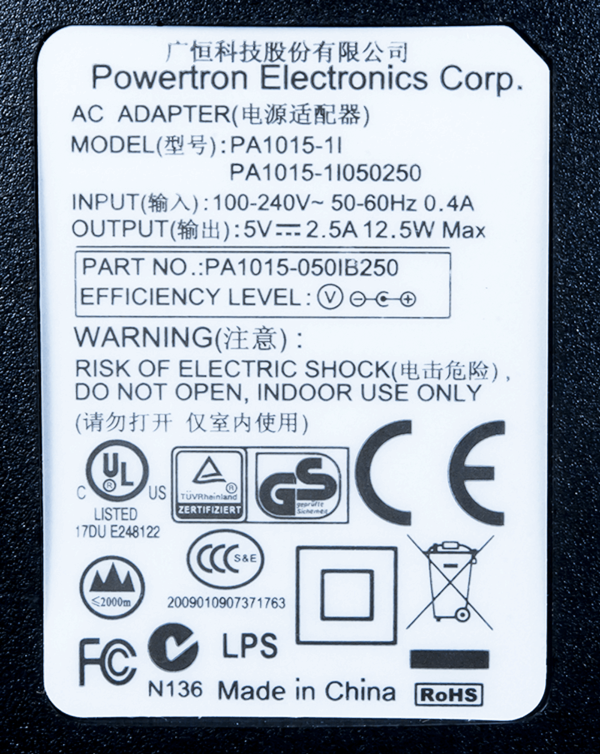 广恒科技股份有限公司
Powertron Electronics Corp.
AC ADAPTER(电源适配器)
MODEL(型号):PA1015-1I
PA1015-1I050250
INPUT(输入):100-240V~ 50-60Hz 0.4A
OUTPUT(输出):5V⎓2.5A 12.5W Max
PART NO.:PA1015-050IB250
EFFICIENCY LEVEL: V
WARNING(注意):
RISK OF ELECTRIC SHOCK(电击危险),
DO NOT OPEN, INDOOR USE ONLY
(请勿打开 仅室内使用)
C UL ® US
LISTED
17DU E248122
TÜVRheinland ®
ZERTIFIZIERT
GS
geprüfte
Sicherheit
CE
CCC S&E
2009010907371763
≤2000m
FC
N136
LPS
Made in China
RoHS